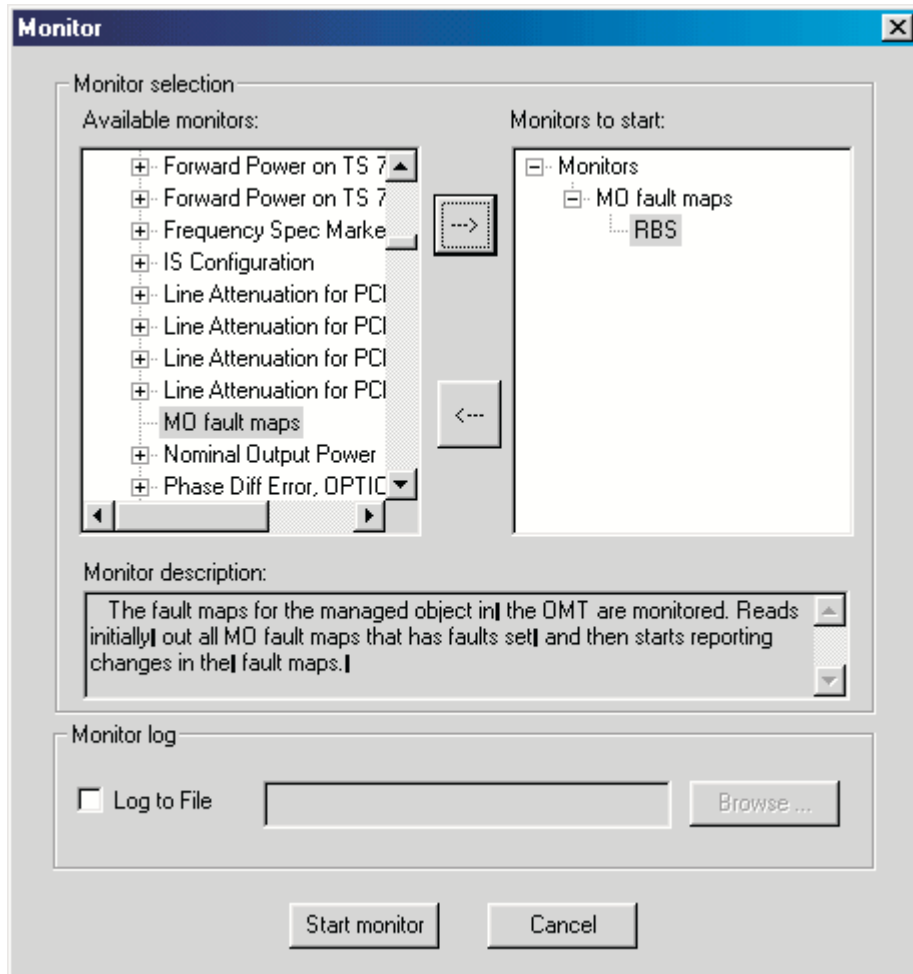 Monitor
Monitor selection
Available monitors:
Forward Power on TS 7
Forward Power on TS 7
Frequency Spec Marke
IS Configuration
Line Attenuation for PCI
Line Attenuation for PCI
Line Attenuation for PCI
Line Attenuation for PCI
MO fault maps
Nominal Output Power
Phase Diff Error, OPTIC
--->
<---
Monitors to start:
Monitors
MO fault maps
RBS
Monitor description:
The fault maps for the managed object in the OMT are monitored. Reads
initially out all MO fault maps that has faults set and then starts reporting
changes in the fault maps.
Monitor log
Log to File
Browse ...
Start monitor
Cancel